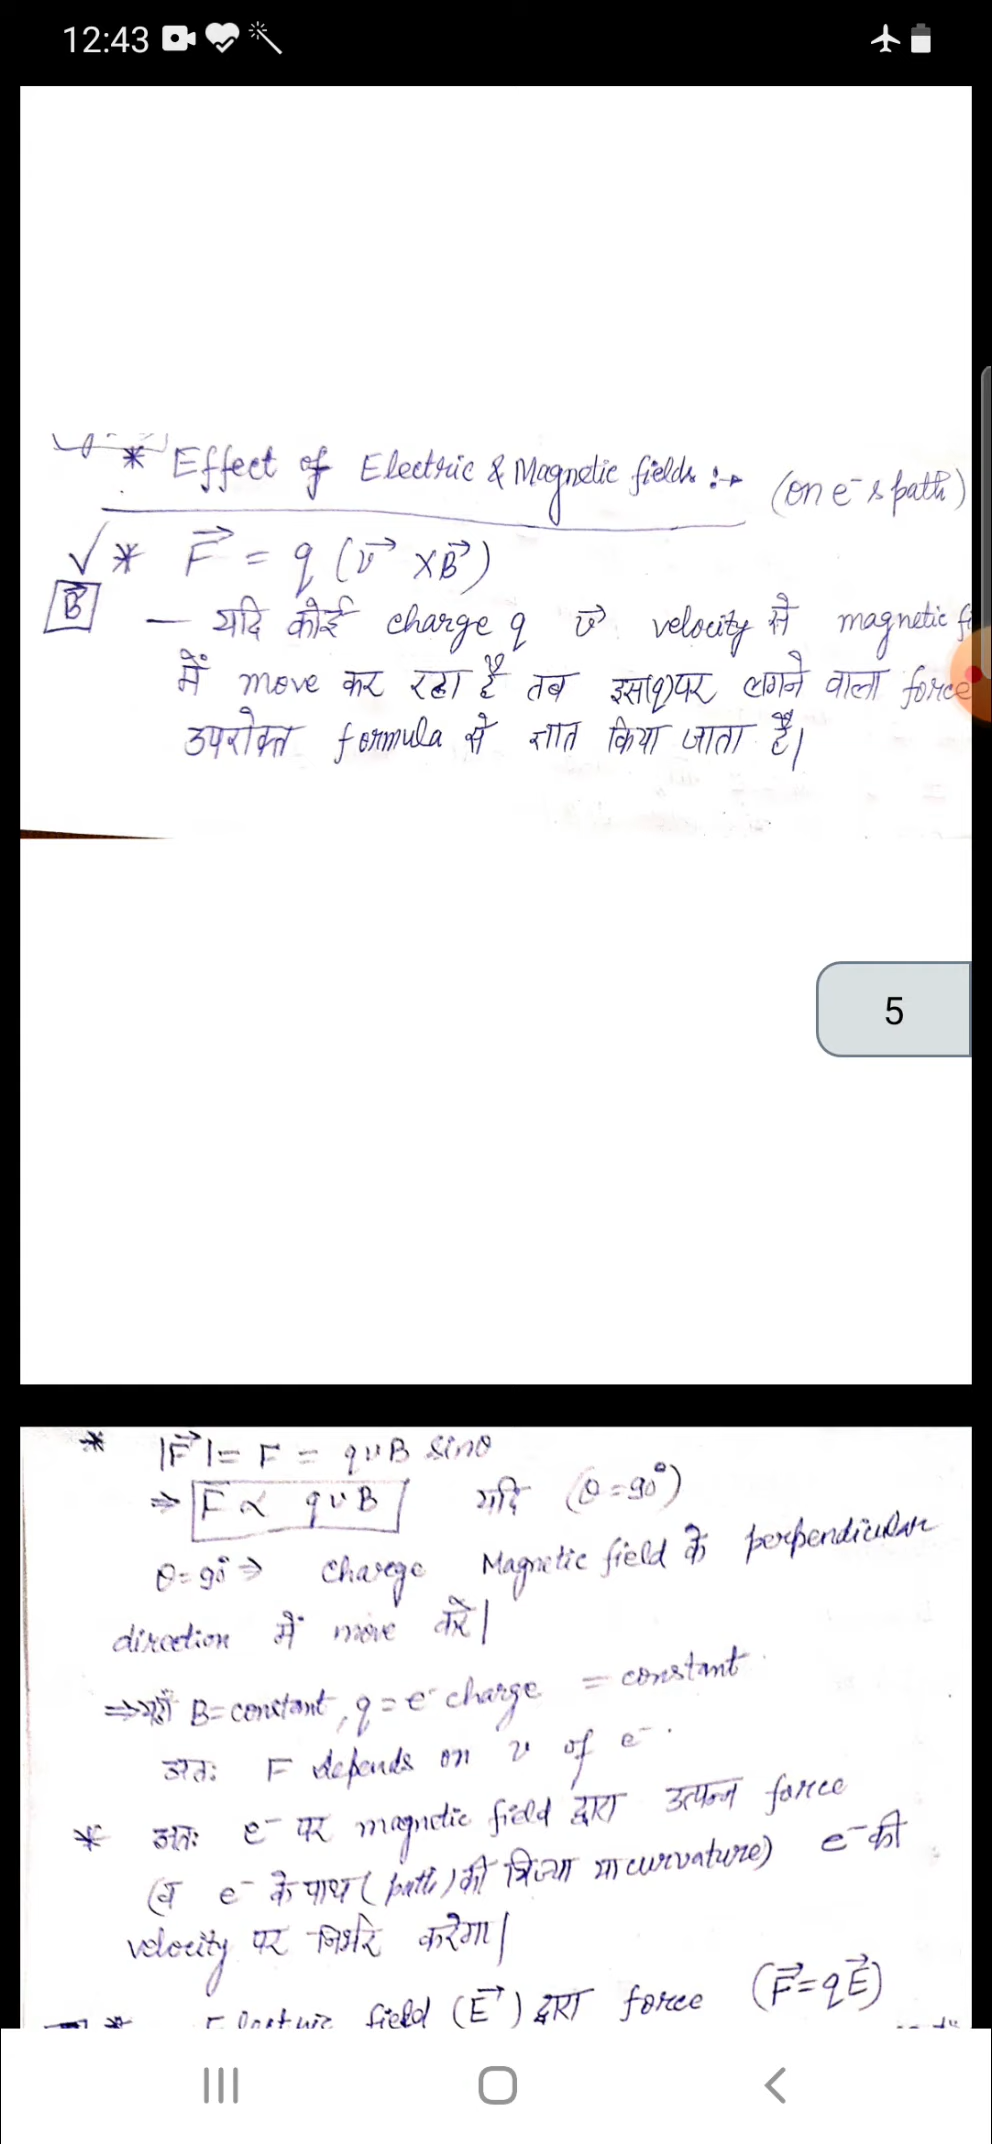 12:43
* Effect of Electric & Magnetic fields :→ (on e⁻s path)
√ * F⃗ = q (v⃗ × B⃗)
B⃗
— यदि कोई charge q v⃗ velocity से magnetic
में move कर रहा है तब इस(q)पर लगने वाला force
उपरोक्त formula से ज्ञात किया जाता है।
5
* |F⃗| = F = qvB sinθ
⇒ F ∝ qvB यदि (θ=90°)
θ=90° ⇒ charge Magnetic field के perpendicular
direction में move करे।
⇒ यहाँ B=constant, q = e⁻ charge = constant
अतः F depends on v of e⁻.
* अतः e⁻ पर magnetic field द्वारा उत्पन्न force
(व e⁻ के पाथ (path) की त्रिज्या या curvature) e⁻ की
velocity पर निर्भर करेगा।
* Electric field (E⃗) द्वारा force (F⃗=qE⃗)